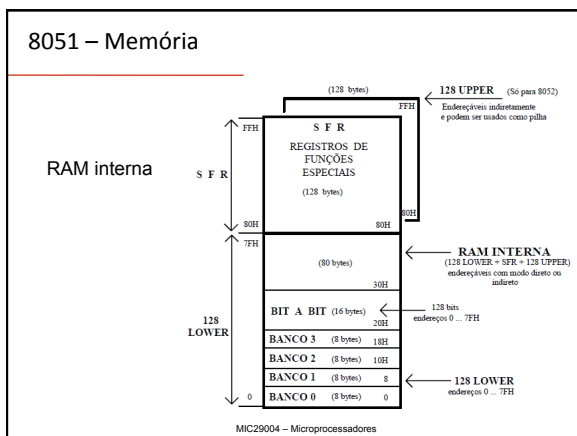 8051 – Memória
(128 bytes)
128 UPPER (Só para 8052)
FFH
Endereçáveis indiretamente
e podem ser usados como pilha
FFH
S F R
REGISTROS DE
FUNÇÕES
ESPECIAIS
RAM interna
S F R
(128 bytes)
80H
80H
80H
7FH
RAM INTERNA
(128 LOWER + SFR + 128 UPPER)
endereçáveis com modo direto ou
indireto
(80 bytes)
30H
BIT A BIT (16 bytes)
128 bits
endereços 0 ... 7FH
20H
128
LOWER
BANCO 3 (8 bytes) 18H
BANCO 2 (8 bytes) 10H
BANCO 1 (8 bytes) 8
128 LOWER
endereços 0 ... 7FH
0
BANCO 0 (8 bytes) 0
MIC29004 – Microprocessadores